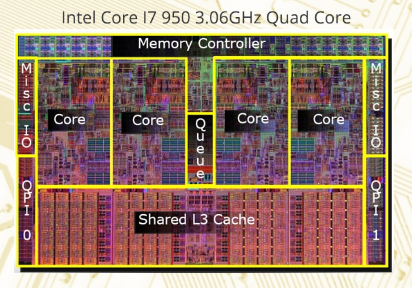 Intel Core I7 950 3.06GHz Quad Core
Memory Controller
Misc IO
Core
Core
Queue
Core
Core
Misc IO
QPI 0
Shared L3 Cache
QPI 1